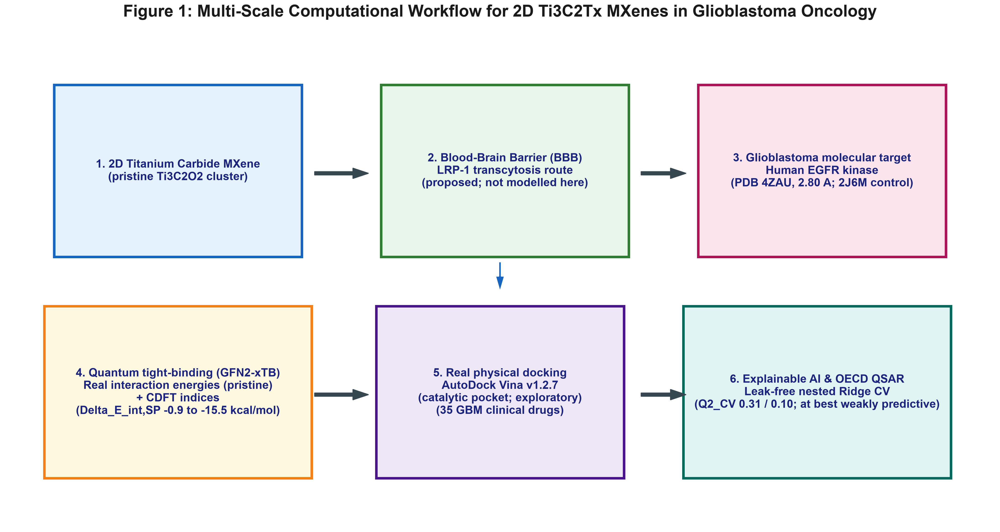 Figure 1: Multi-Scale Computational Workflow for 2D Ti3C2Tx MXenes in Glioblastoma Oncology
1. 2D Titanium Carbide MXene
(pristine Ti3C2O2 cluster)
2. Blood-Brain Barrier (BBB)
LRP-1 transcytosis route
(proposed; not modelled here)
3. Glioblastoma molecular target
Human EGFR kinase
(PDB 4ZAU, 2.80 A; 2J6M control)
4. Quantum tight-binding (GFN2-xTB)
Real interaction energies (pristine)
+ CDFT indices
(Delta_E_int,SP -0.9 to -15.5 kcal/mol)
5. Real physical docking
AutoDock Vina v1.2.7
(catalytic pocket; exploratory)
(35 GBM clinical drugs)
6. Explainable AI & OECD QSAR
Leak-free nested Ridge CV
(Q2_CV 0.31 / 0.10; at best weakly predictive)